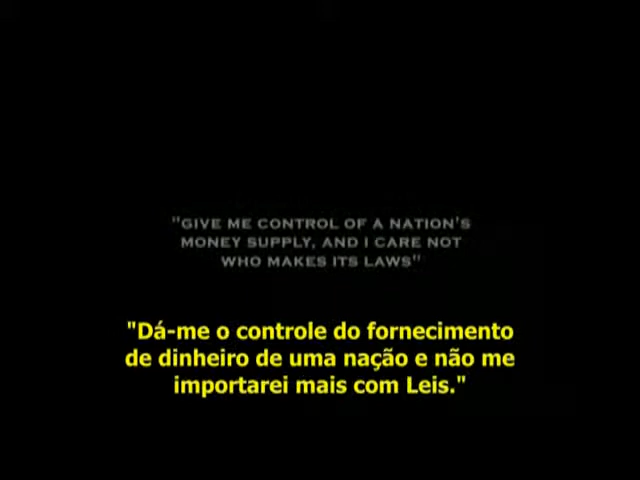 "GIVE ME CONTROL OF A NATION'S
MONEY SUPPLY, AND I CARE NOT
WHO MAKES ITS LAWS"
"Dá-me o controle do fornecimento
de dinheiro de uma nação e não me
importarei mais com Leis."